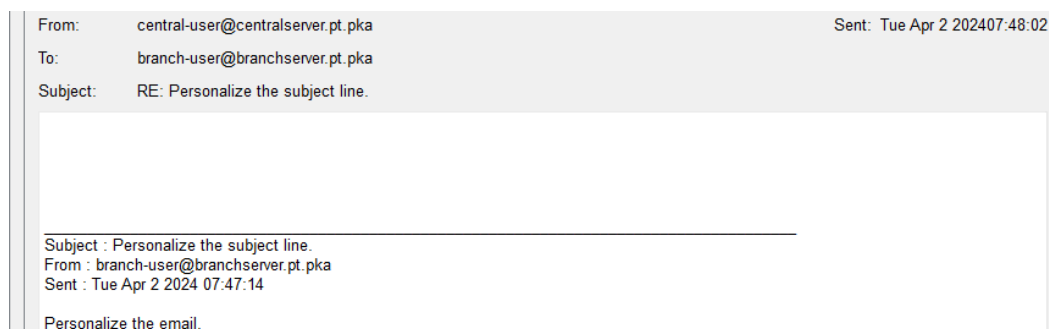 From: central-user@centralserver.pt.pka Sent: Tue Apr 2 202407:48:02
To: branch-user@branchserver.pt.pka
Subject: RE: Personalize the subject line.
Subject : Personalize the subject line.
From : branch-user@branchserver.pt.pka
Sent : Tue Apr 2 2024 07:47:14
Personalize the email.